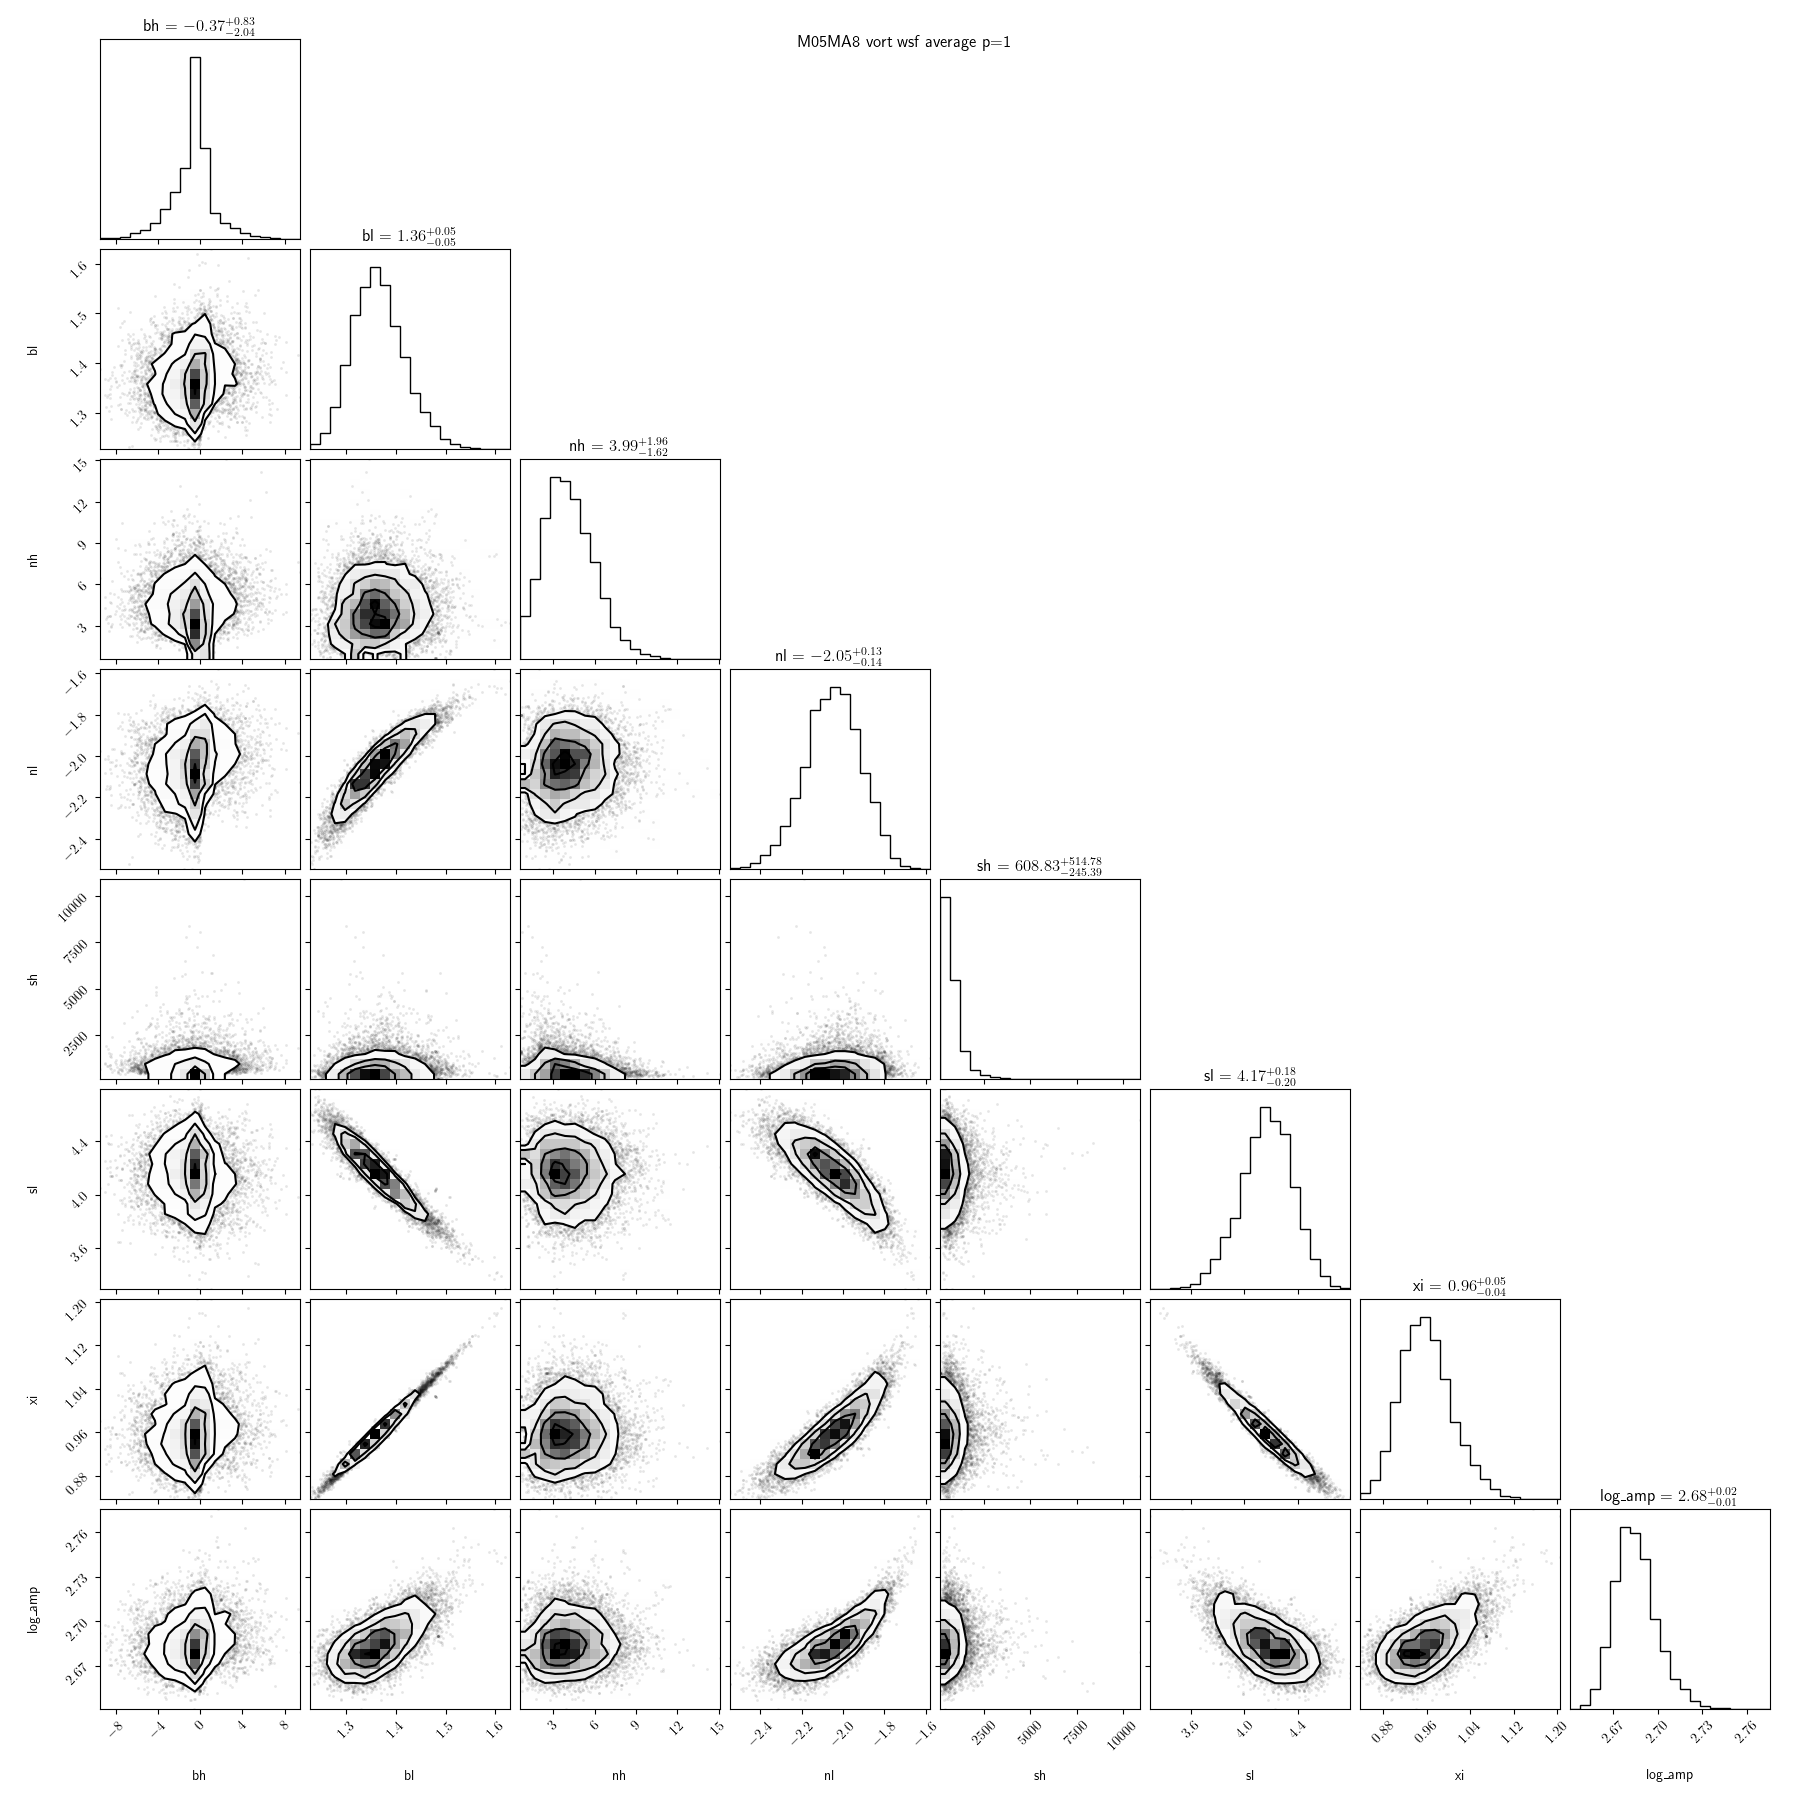 M05MA8 vort wsf average p=1
bh = −0.37 +0.83 −2.04
bl = 1.36 +0.05 −0.05
bl
1.6
1.5
1.4
1.3
nh = 3.99 +1.96 −1.62
nh
15
12
9
6
3
nl = −2.05 +0.13 −0.14
nl
−1.6
−1.8
−2.0
−2.2
−2.4
sh = 608.83 +514.78 −245.39
sh
10000
7500
5000
2500
sl = 4.17 +0.18 −0.20
sl
4.4
4.0
3.6
xi = 0.96 +0.05 −0.04
xi
1.20
1.12
1.04
0.96
0.88
log_amp = 2.68 +0.02 −0.01
log_amp
2.76
2.73
2.70
2.67
−8 −4 0 4 8
1.3 1.4 1.5 1.6
3 6 9 12 15
−2.4 −2.2 −2.0 −1.8 −1.6
2500 5000 7500 10000
3.6 4.0 4.4
0.88 0.96 1.04 1.12 1.20
2.67 2.70 2.73 2.76
bh bl nh nl sh sl xi log_amp